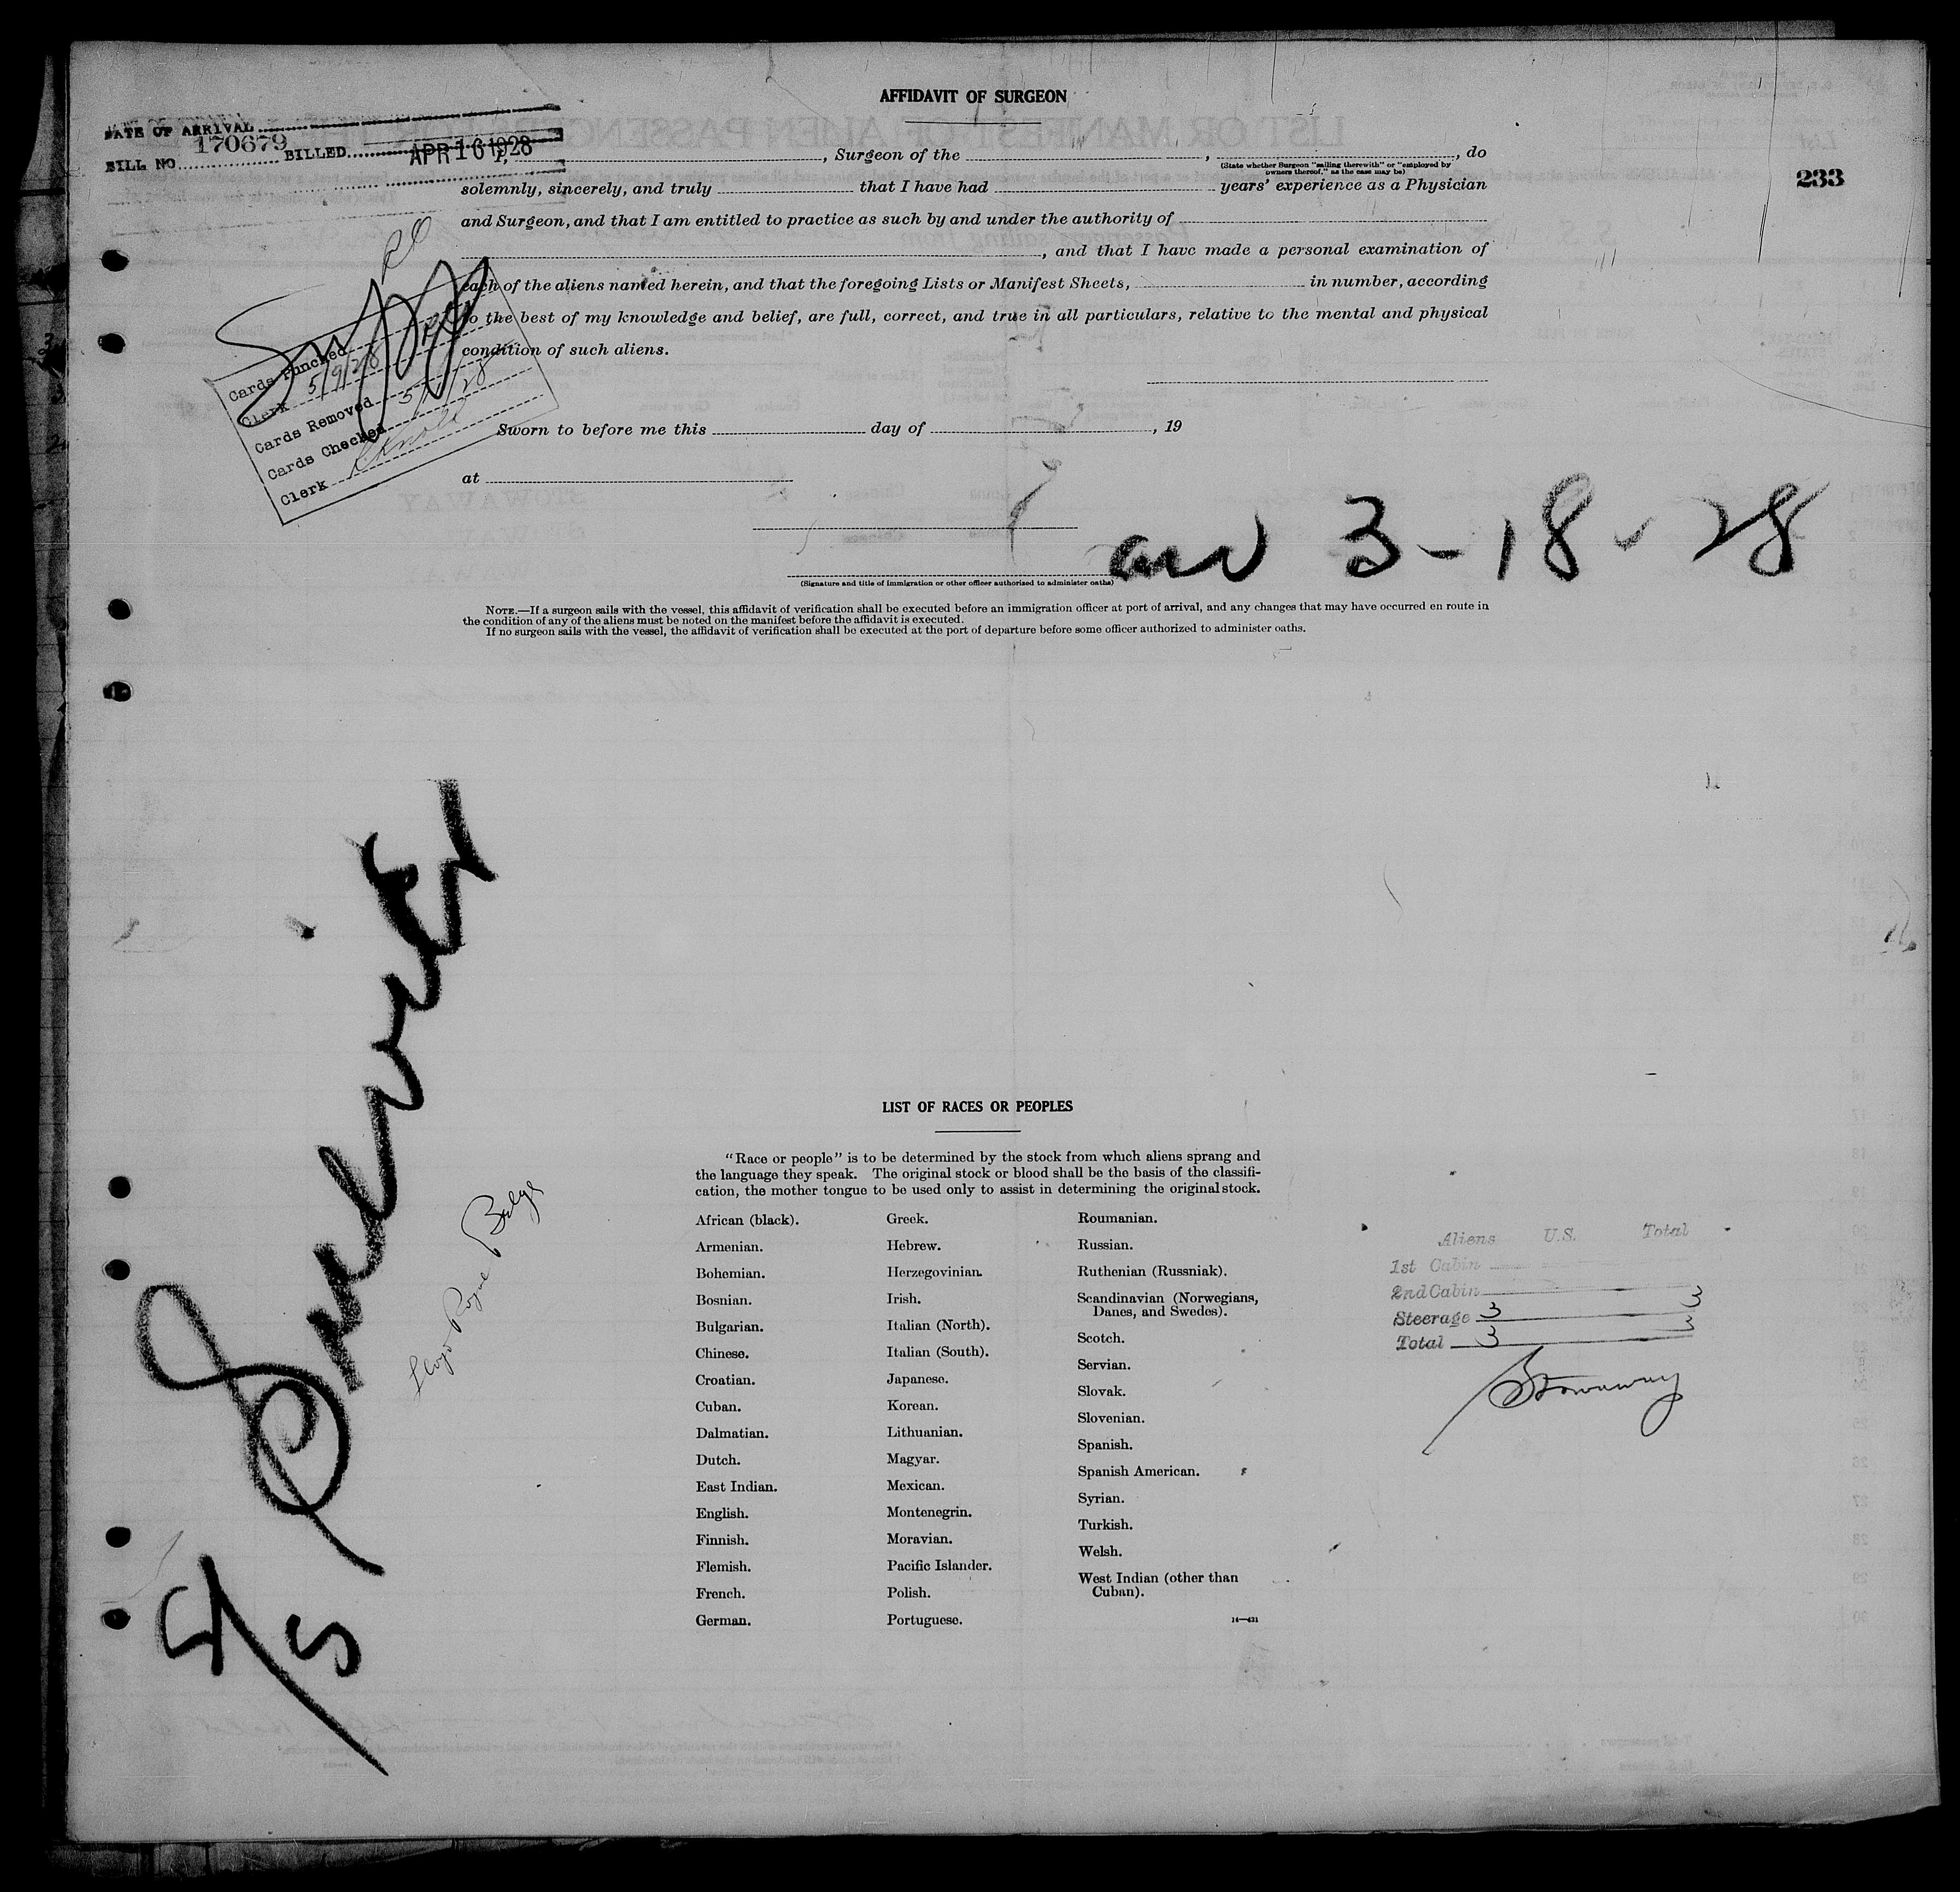 AFFIDAVIT OF SURGEON
DATE OF ARRIVAL
BILL NO. 170679 BILLED APR 16 1928
233
I, , Surgeon of the , , do
(State whether Surgeon "sailing therewith" or "employed by owners thereof," as the case may be)
solemnly, sincerely, and truly that I have had years' experience as a Physician
and Surgeon, and that I am entitled to practice as such by and under the authority of
, and that I have made a personal examination of
each of the aliens named herein, and that the foregoing Lists or Manifest Sheets, in number, according
to the best of my knowledge and belief, are full, correct, and true in all particulars, relative to the mental and physical
condition of such aliens.
Cards Punched
Clerk 5/9/28
Cards Removed
Cards Checked
Clerk
Sworn to before me this day of , 19
at
arr 3-18-28
(Signature and title of immigration or other officer authorized to administer oaths)
NOTE.—If a surgeon sails with the vessel, this affidavit of verification shall be executed before an immigration officer at port of arrival, and any changes that may have occurred en route in
the condition of any of the aliens must be noted on the manifest before the affidavit is executed.
If no surgeon sails with the vessel, the affidavit of verification shall be executed at the port of departure before some officer authorized to administer oaths.
S/S
Belge
LIST OF RACES OR PEOPLES
"Race or people" is to be determined by the stock from which aliens sprang and
the language they speak. The original stock or blood shall be the basis of the classifi-
cation, the mother tongue to be used only to assist in determining the original stock.
African (black).
Armenian.
Bohemian.
Bosnian.
Bulgarian.
Chinese.
Croatian.
Cuban.
Dalmatian.
Dutch.
East Indian.
English.
Finnish.
Flemish.
French.
German.
Greek.
Hebrew.
Herzegovinian.
Irish.
Italian (North).
Italian (South).
Japanese.
Korean.
Lithuanian.
Magyar.
Mexican.
Montenegrin.
Moravian.
Pacific Islander.
Polish.
Portuguese.
Roumanian.
Russian.
Ruthenian (Russniak).
Scandinavian (Norwegians,
Danes, and Swedes).
Scotch.
Servian.
Slovak.
Slovenian.
Spanish.
Spanish American.
Syrian.
Turkish.
Welsh.
West Indian (other than
Cuban).
14—431
Aliens U.S. Total
1st Cabin
2nd Cabin
Steerage 3 3
Total 3 3
Stowaway